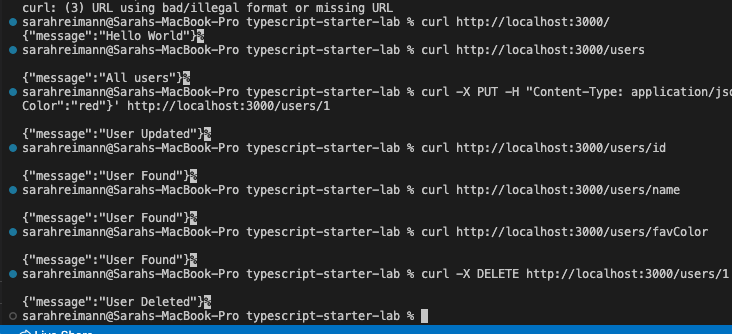 curl: (3) URL using bad/illegal format or missing URL
sarahreimann@Sarahs-MacBook-Pro typescript-starter-lab % curl http://localhost:3000/
{"message":"Hello World"}%
sarahreimann@Sarahs-MacBook-Pro typescript-starter-lab % curl http://localhost:3000/users
{"message":"All users"}%
sarahreimann@Sarahs-MacBook-Pro typescript-starter-lab % curl -X PUT -H "Content-Type: application/jso
Color":"red"}' http://localhost:3000/users/1
{"message":"User Updated"}%
sarahreimann@Sarahs-MacBook-Pro typescript-starter-lab % curl http://localhost:3000/users/id
{"message":"User Found"}%
sarahreimann@Sarahs-MacBook-Pro typescript-starter-lab % curl http://localhost:3000/users/name
{"message":"User Found"}%
sarahreimann@Sarahs-MacBook-Pro typescript-starter-lab % curl http://localhost:3000/users/favColor
{"message":"User Found"}%
sarahreimann@Sarahs-MacBook-Pro typescript-starter-lab % curl -X DELETE http://localhost:3000/users/1
{"message":"User Deleted"}%
sarahreimann@Sarahs-MacBook-Pro typescript-starter-lab %
Live Share